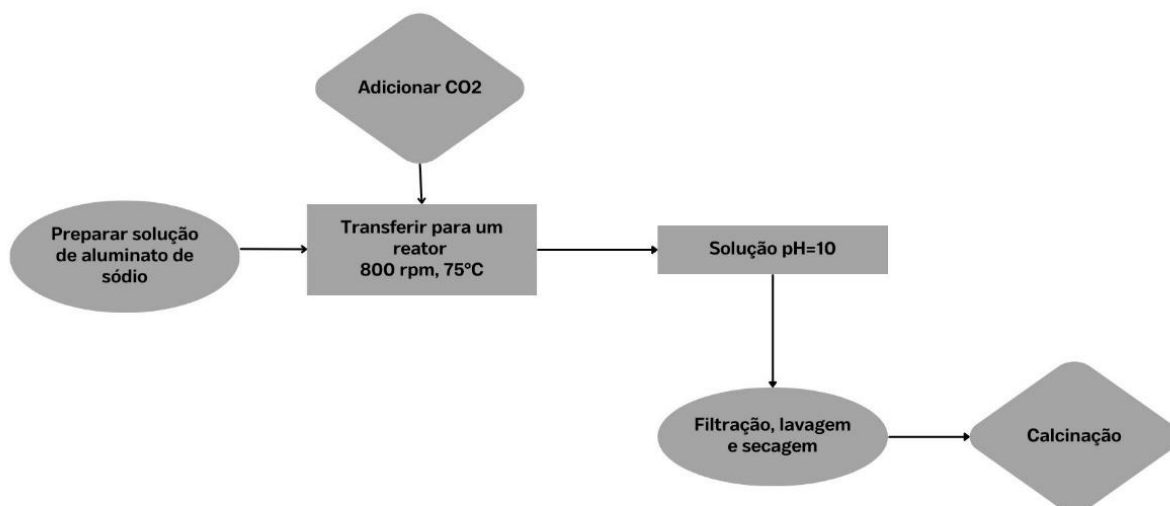 Adicionar CO2
Preparar solução
de aluminato de
sódio
Transferir para um
reator
800 rpm, 75°C
Solução pH=10
Filtração, lavagem
e secagem
Calcinação